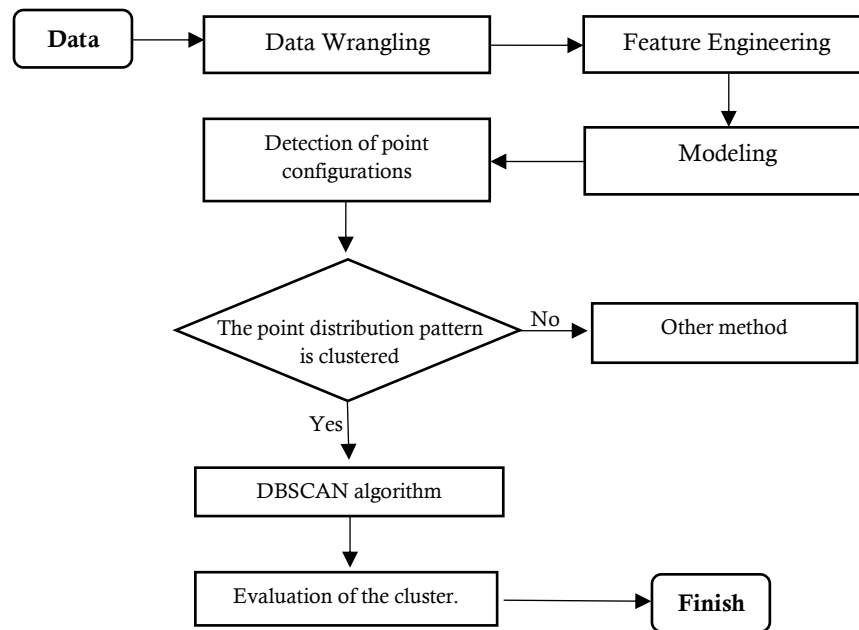 Data
Data Wrangling
Feature Engineering
Modeling
Detection of point
configurations
The point distribution pattern
is clustered
No
Other method
Yes
DBSCAN algorithm
Evaluation of the cluster.
Finish